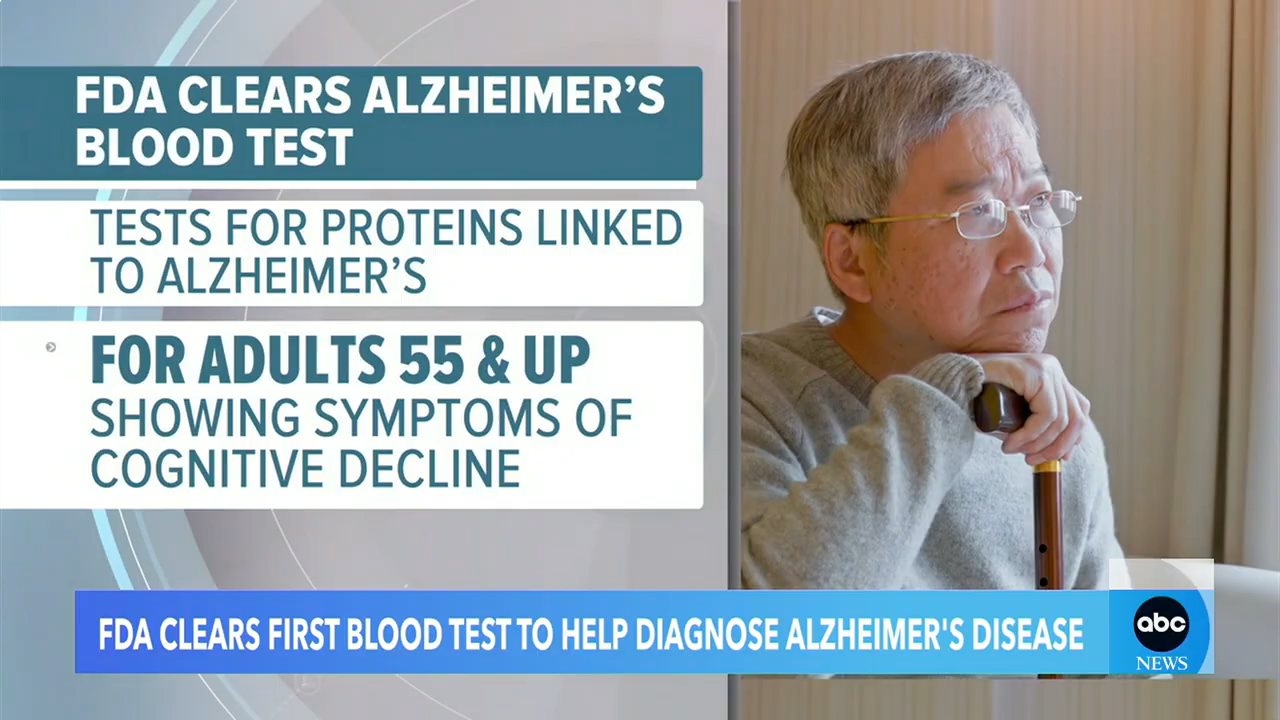 FDA CLEARS ALZHEIMER’S
BLOOD TEST
TESTS FOR PROTEINS LINKED
TO ALZHEIMER’S
FOR ADULTS 55 & UP
SHOWING SYMPTOMS OF
COGNITIVE DECLINE
FDA CLEARS FIRST BLOOD TEST TO HELP DIAGNOSE ALZHEIMER'S DISEASE
abc
NEWS